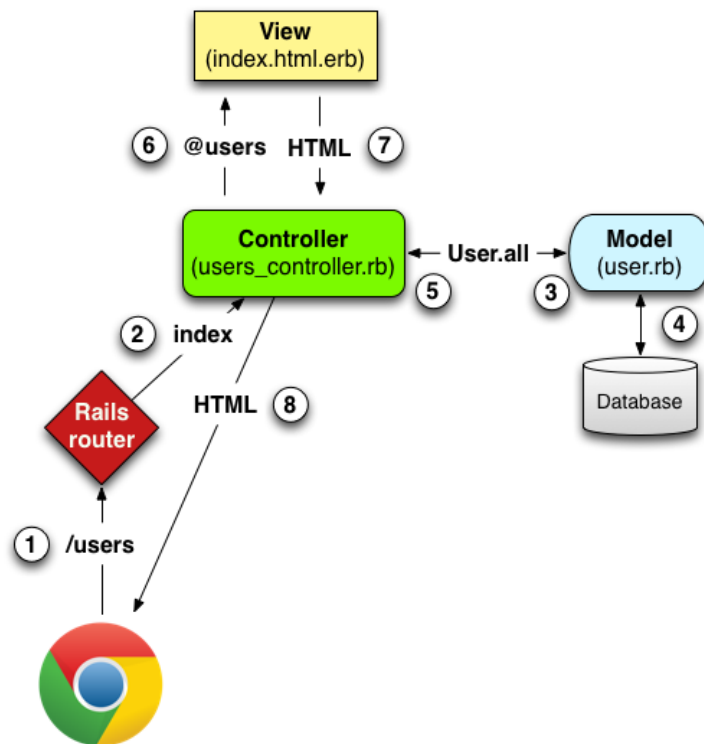 View
(index.html.erb)
6 @users HTML 7
Controller
(users_controller.rb)
User.all
Model
(user.rb)
5
3
4
2 index
Database
HTML 8
Rails
router
1 /users